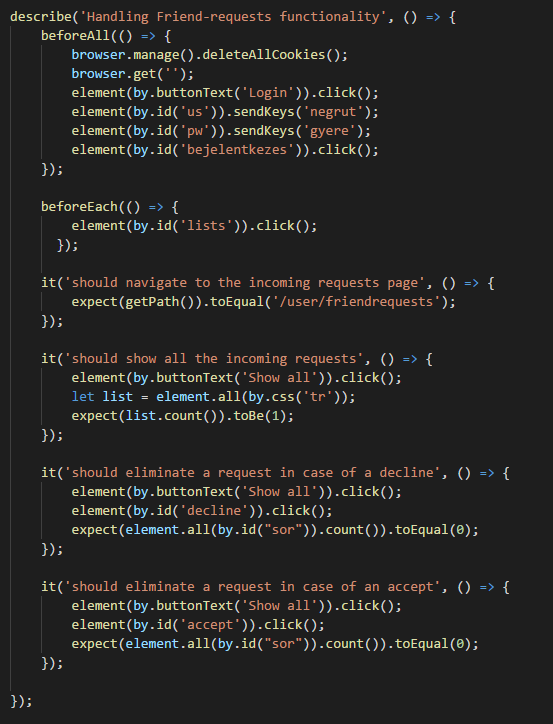 describe('Handling Friend-requests functionality', () => {
    beforeAll(() => {
        browser.manage().deleteAllCookies();
        browser.get('');
        element(by.buttonText('Login')).click();
        element(by.id('us')).sendKeys('negrut');
        element(by.id('pw')).sendKeys('gyere');
        element(by.id('bejelentkezes')).click();
    });

    beforeEach(() => {
        element(by.id('lists')).click();
      });

    it('should navigate to the incoming requests page', () => {
        expect(getPath()).toEqual('/user/friendrequests');
    });

    it('should show all the incoming requests', () => {
        element(by.buttonText('Show all')).click();
        let list = element.all(by.css('tr'));
        expect(list.count()).toBe(1);
    });

    it('should eliminate a request in case of a decline', () => {
        element(by.buttonText('Show all')).click();
        element(by.id('decline')).click();
        expect(element.all(by.id("sor")).count()).toEqual(0);
    });

    it('should eliminate a request in case of an accept', () => {
        element(by.buttonText('Show all')).click();
        element(by.id('accept')).click();
        expect(element.all(by.id("sor")).count()).toEqual(0);
    });

});